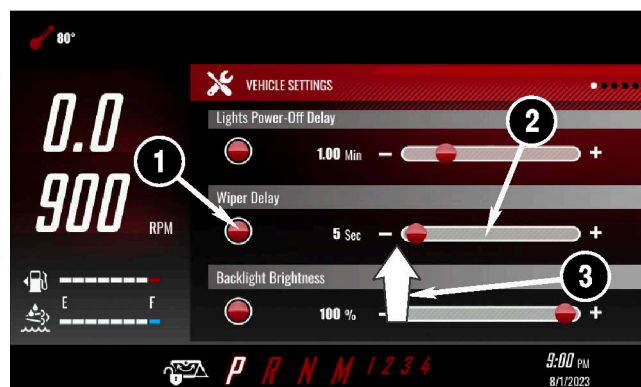 80°
VEHICLE SETTINGS
0.0
900 RPM
Lights Power-Off Delay
1.00 Min - +
Wiper Delay
5 Sec - +
Backlight Brightness
100 % - +
1
2
3
E F
P R N M 1 2 3 4
9:00 PM
8/1/2023